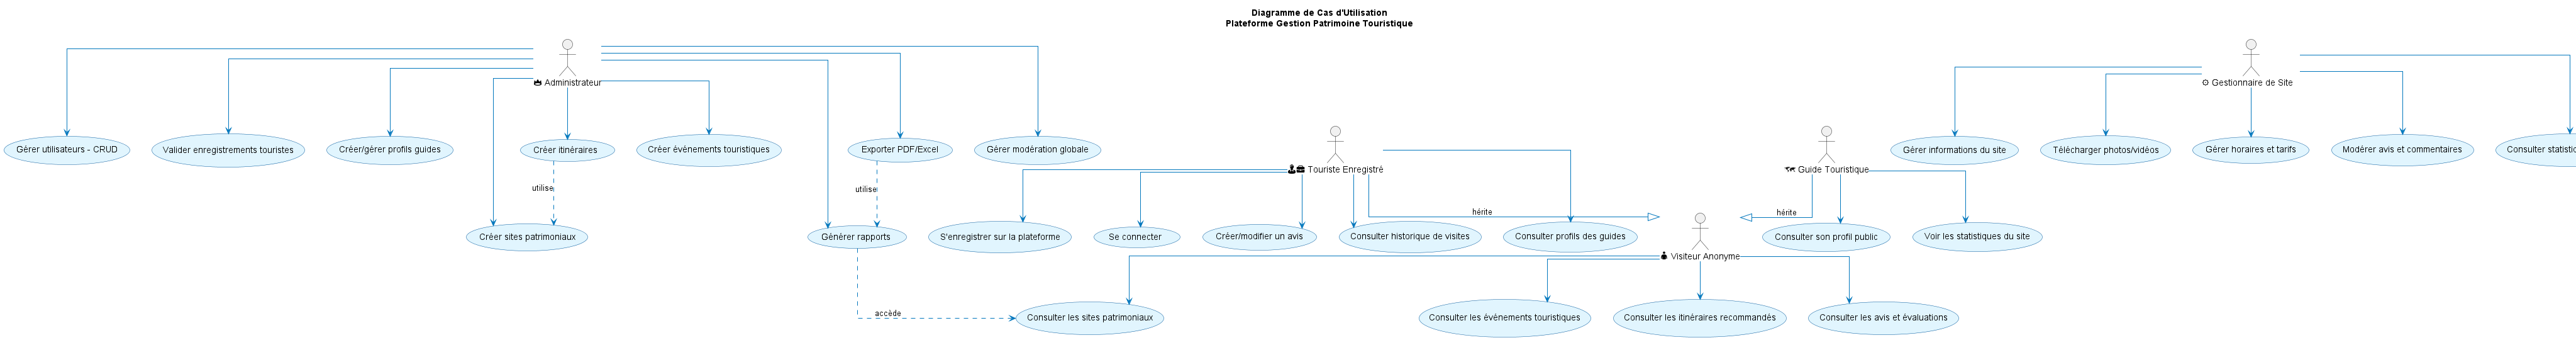 Diagramme de Cas d'Utilisation
Plateforme Gestion Patrimoine Touristique
Administrateur
Gestionnaire de Site
Gérer utilisateurs - CRUD
Valider enregistrements touristes
Créer/gérer profils guides
Créer itinéraires
Créer événements touristiques
Exporter PDF/Excel
Gérer modération globale
Gérer informations du site
Télécharger photos/vidéos
Gérer horaires et tarifs
Modérer avis et commentaires
Consulter statistic
Touriste Enregistré
Guide Touristique
utilise
utilise
hérite
hérite
Créer sites patrimoniaux
Générer rapports
S'enregistrer sur la plateforme
Se connecter
Créer/modifier un avis
Consulter historique de visites
Consulter profils des guides
Consulter son profil public
Voir les statistiques du site
Visiteur Anonyme
accède
Consulter les sites patrimoniaux
Consulter les événements touristiques
Consulter les itinéraires recommandés
Consulter les avis et évaluations